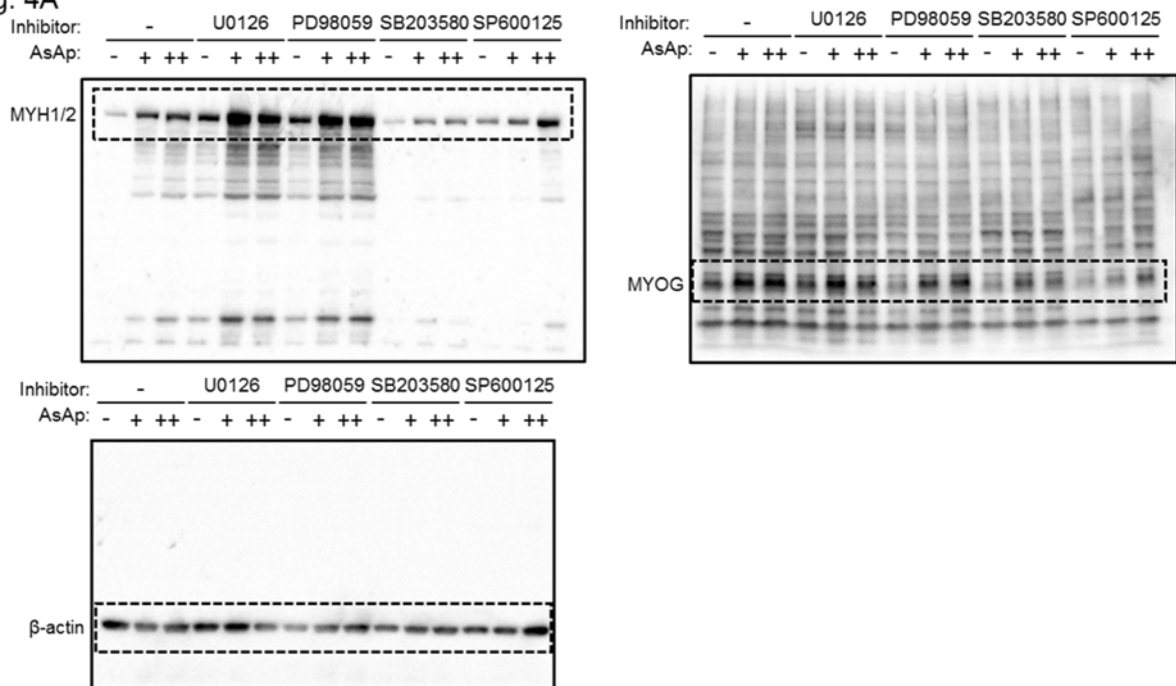 g. 4A
Inhibitor: - U0126 PD98059 SB203580 SP600125
AsAp: - + ++ - + ++ - + ++ - + ++ - + ++
MYH1/2
Inhibitor: - U0126 PD98059 SB203580 SP600125
AsAp: - + ++ - + ++ - + ++ - + ++ - + ++
MYOG
Inhibitor: - U0126 PD98059 SB203580 SP600125
AsAp: - + ++ - + ++ - + ++ - + ++ - + ++
β-actin